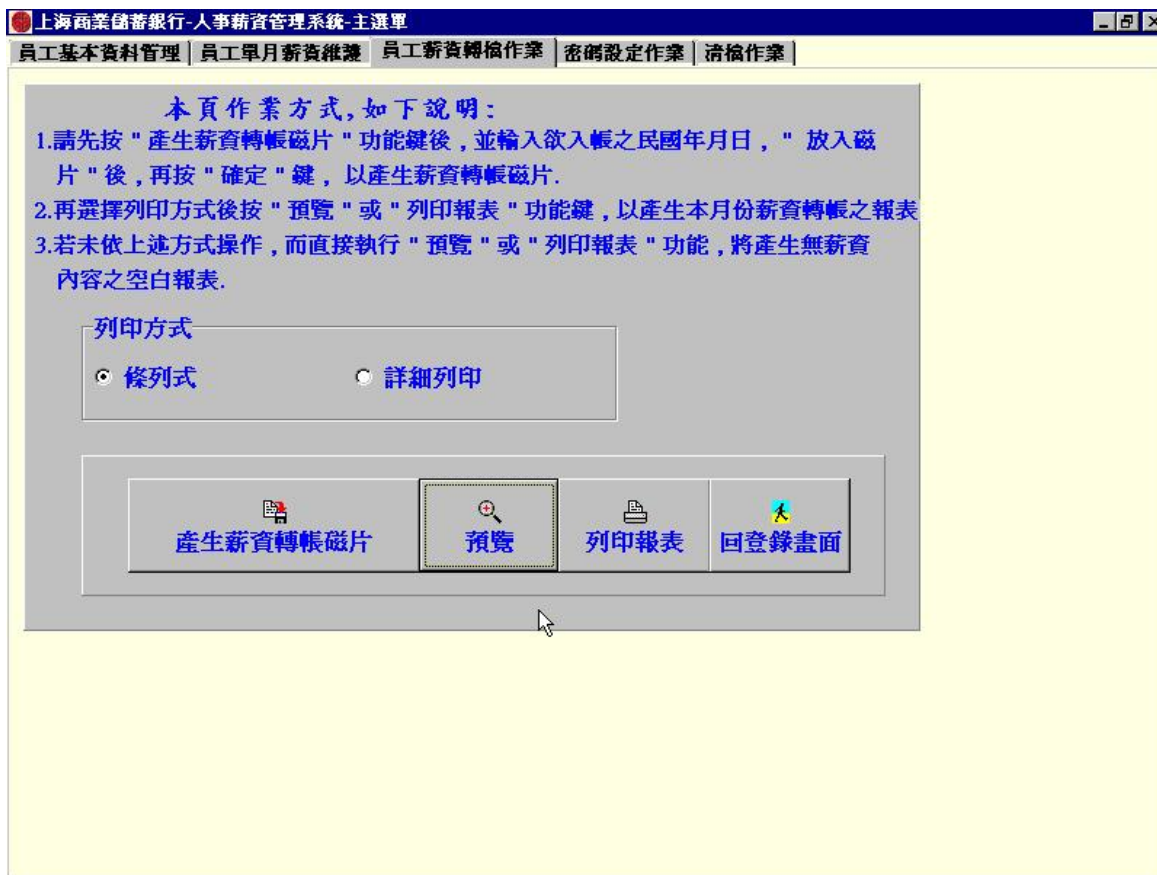 上海商業儲蓄銀行-人事薪資管理系統-主選單
員工基本資料管理 員工單月薪資維護 員工薪資轉檔作業 密碼設定作業 清檔作業
本頁作業方式,如下說明:
1.請先按"產生薪資轉帳磁片"功能鍵後,並輸入欲入帳之民國年月日,"放入磁
片"後,再按"確定"鍵,以產生薪資轉帳磁片.
2.再選擇列印方式後按"預覽"或"列印報表"功能鍵,以產生本月份薪資轉帳之報表
3.若未依上述方式操作,而直接執行"預覽"或"列印報表"功能,將產生無薪資
內容之空白報表.
列印方式
條列式 詳細列印
產生薪資轉帳磁片 預覽 列印報表 回登錄畫面